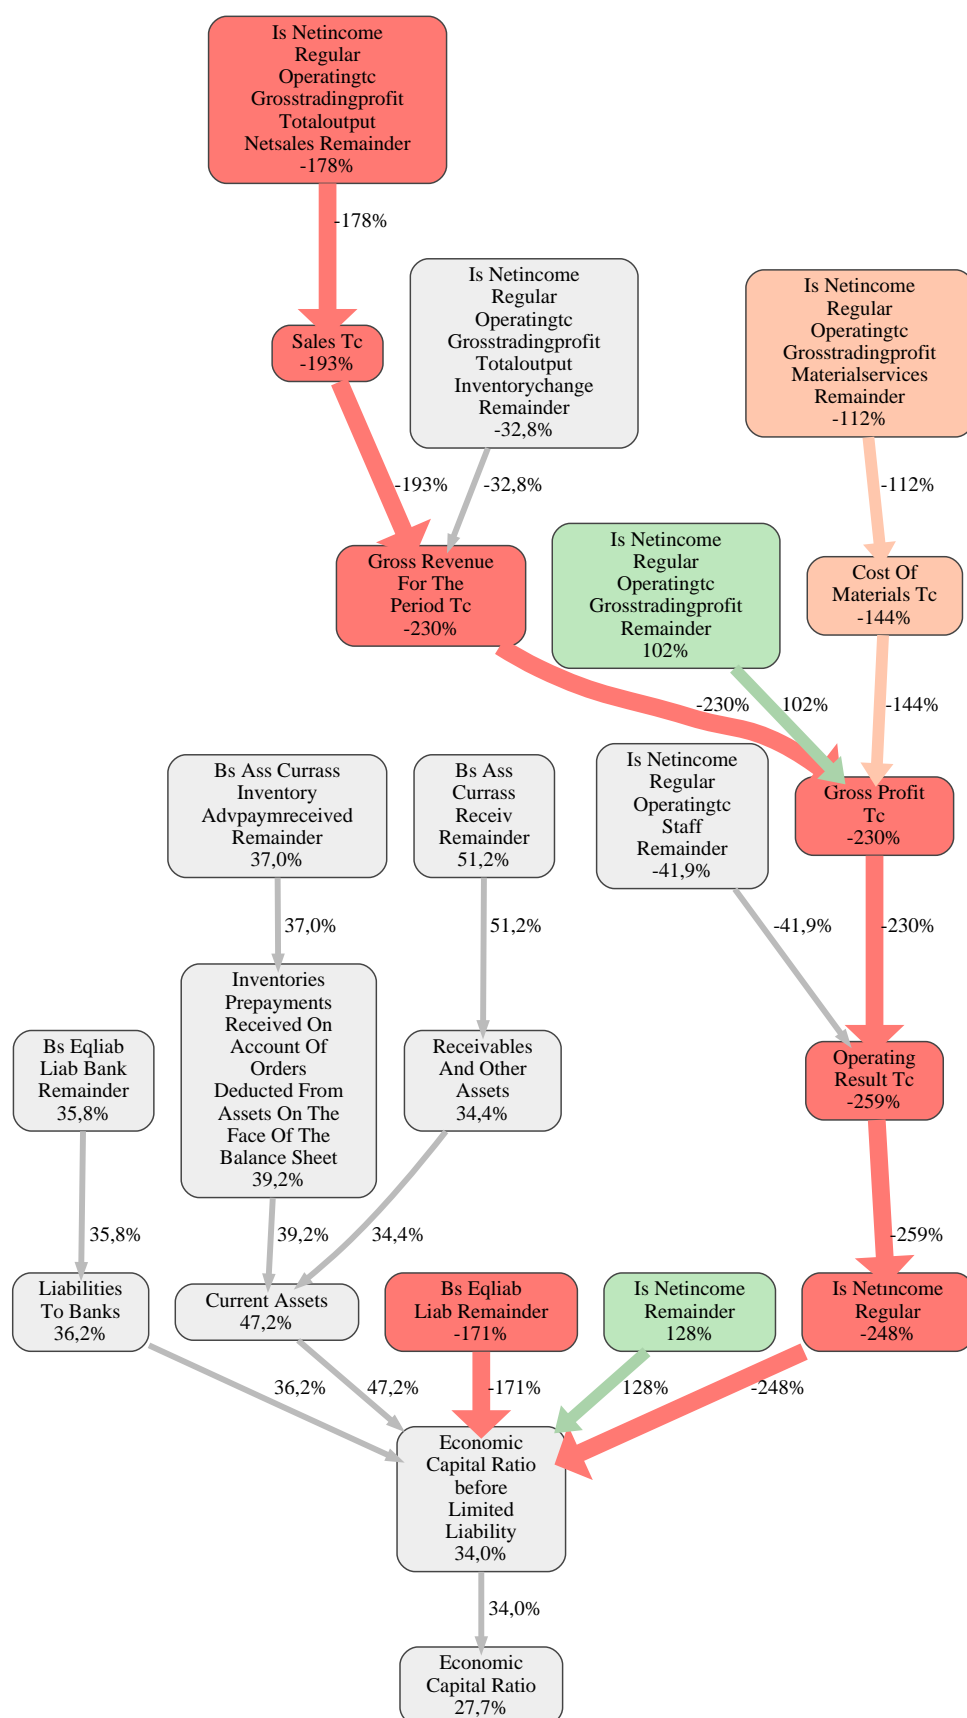 Is Netincome
Regular
Operatingtc
Grosstradingprofit
Totaloutput
Netsales Remainder
-178%
-178%
Is Netincome
Regular
Operatingtc
Grosstradingprofit
Totaloutput
Inventorychange
Remainder
-32,8%
Is Netincome
Regular
Operatingtc
Grosstradingprofit
Materialservices
Remainder
-112%
Sales Tc
-193%
-193%
-32,8%
-112%
Gross Revenue
For The
Period Tc
-230%
Is Netincome
Regular
Operatingtc
Grosstradingprofit
Remainder
102%
Cost Of
Materials Tc
-144%
-230%
102%
-144%
Bs Ass Currass
Inventory
Advpaymreceived
Remainder
37,0%
Bs Ass
Currass
Receiv
Remainder
51,2%
Is Netincome
Regular
Operatingtc
Staff
Remainder
-41,9%
Gross Profit
Tc
-230%
37,0%
51,2%
-41,9%
-230%
Bs Eqliab
Liab Bank
Remainder
35,8%
Inventories
Prepayments
Received On
Account Of
Orders
Deducted From
Assets On The
Face Of The
Balance Sheet
39,2%
Receivables
And Other
Assets
34,4%
Operating
Result Tc
-259%
35,8%
39,2%
34,4%
-259%
Liabilities
To Banks
36,2%
Current Assets
47,2%
Bs Eqliab
Liab Remainder
-171%
Is Netincome
Remainder
128%
Is Netincome
Regular
-248%
36,2%
47,2%
-171%
128%
-248%
Economic
Capital Ratio
before
Limited
Liability
34,0%
34,0%
Economic
Capital Ratio
27,7%